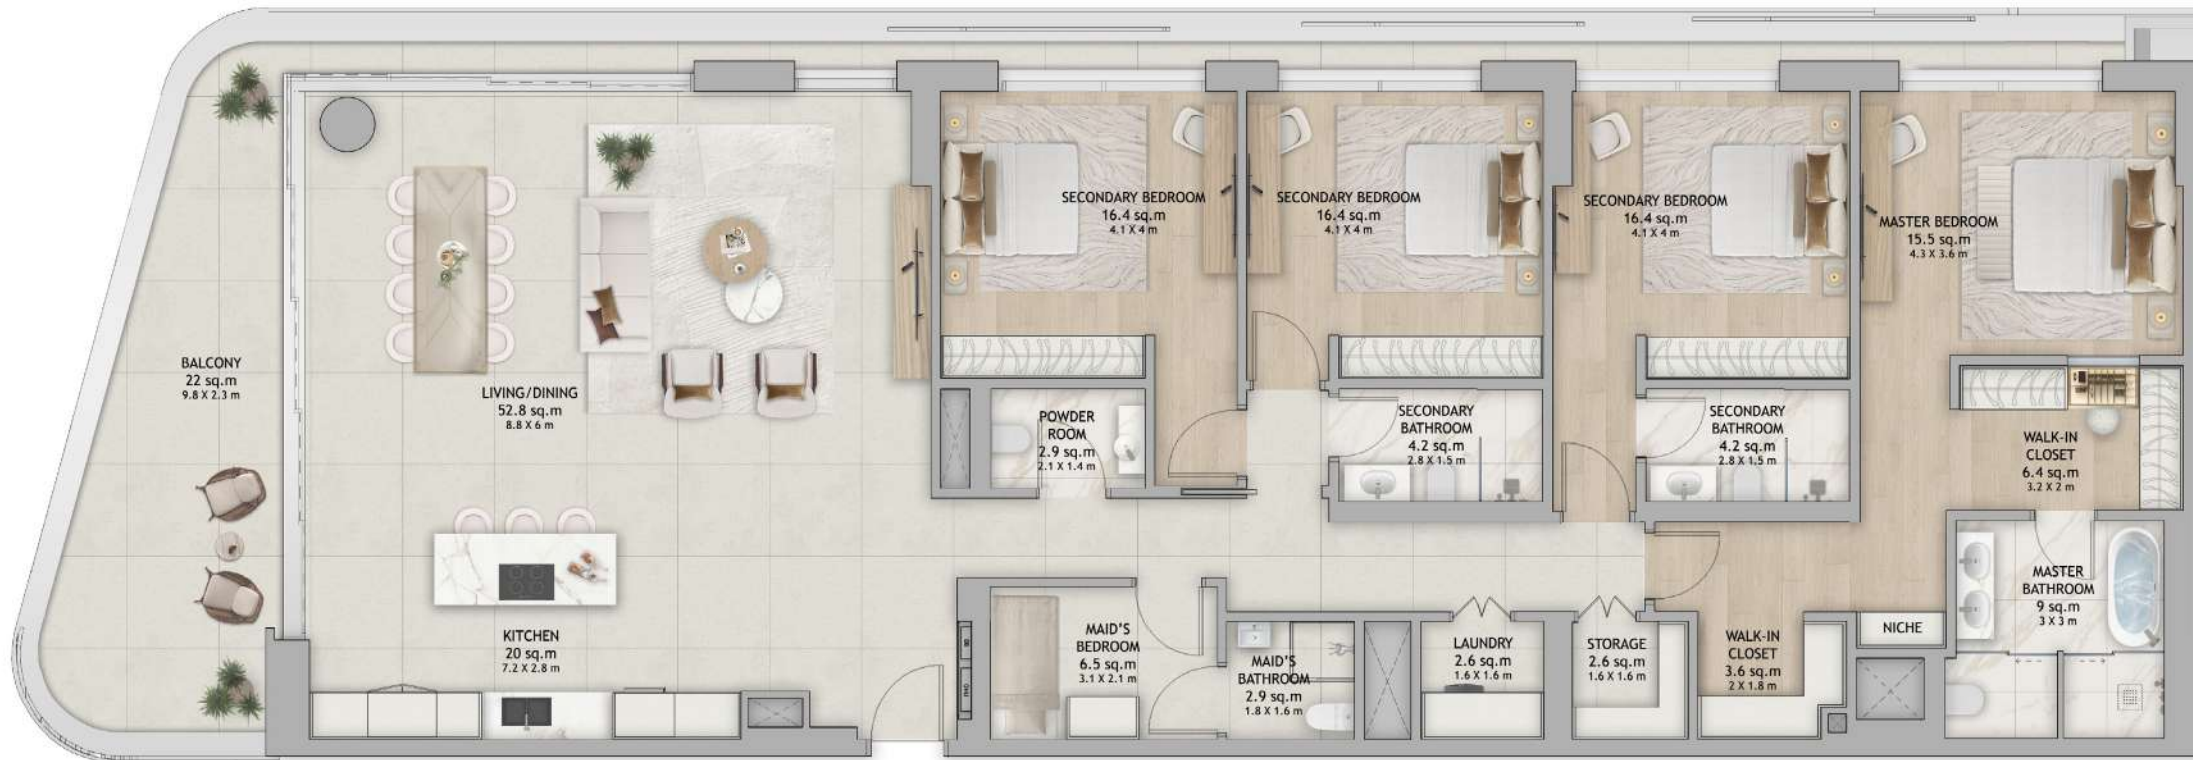 SECONDARY BEDROOM
16.4 sq.m
4.1 X 4 m
SECONDARY BEDROOM
16.4 sq.m
4.1 X 4 m
SECONDARY BEDROOM
16.4 sq.m
4.1 X 4 m
MASTER BEDROOM
15.5 sq.m
4.3 X 3.6 m
BALCONY
22 sq.m
9.8 X 2.3 m
LIVING/DINING
52.8 sq.m
8.8 X 6 m
POWDER
ROOM
2.9 sq.m
2.1 X 1.4 m
SECONDARY
BATHROOM
4.2 sq.m
2.8 X 1.5 m
SECONDARY
BATHROOM
4.2 sq.m
2.8 X 1.5 m
WALK-IN
CLOSET
6.4 sq.m
3.2 X 2 m
KITCHEN
20 sq.m
7.2 X 2.8 m
MAID'S
BEDROOM
6.5 sq.m
3.1 X 2.1 m
MAID'S
BATHROOM
2.9 sq.m
1.8 X 1.6 m
LAUNDRY
2.6 sq.m
1.6 X 1.6 m
STORAGE
2.6 sq.m
1.6 X 1.6 m
WALK-IN
CLOSET
3.6 sq.m
2 X 1.8 m
NICHE
MASTER
BATHROOM
9 sq.m
3 X 3 m